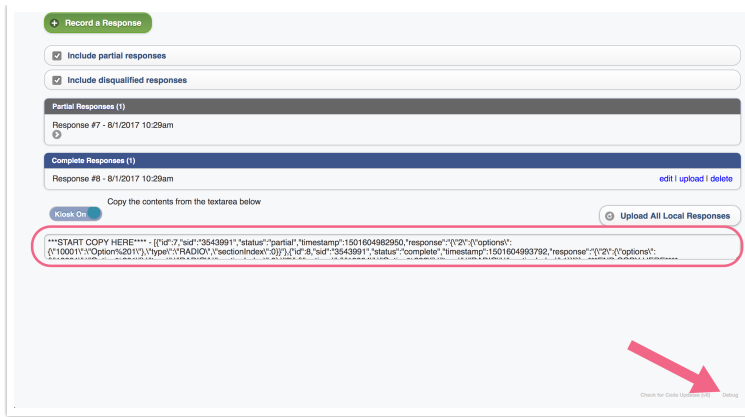 Record a Response
Include partial responses
Include disqualified responses
Partial Responses (1)
Response #7 - 8/1/2017 10:29am
Complete Responses (1)
Response #8 - 8/1/2017 10:29am edit | upload | delete
Copy the contents from the textarea below
Kiosk On
Upload All Local Responses
***START COPY HERE**** - [{"id":7,"sid":"3543991","status":"partial","timestamp":1501604982950,"response":"{\"2\":{\"options\":
{\"10001\":\"Option%201\"},\"type\":\"RADIO\",\"sectionIndex\":0}}"},{"id":8,"sid":"3543991","status":"complete","timestamp":1501604993792,"response":"{\"2\":{\"options\":
Check for Code Updates (v0) Debug